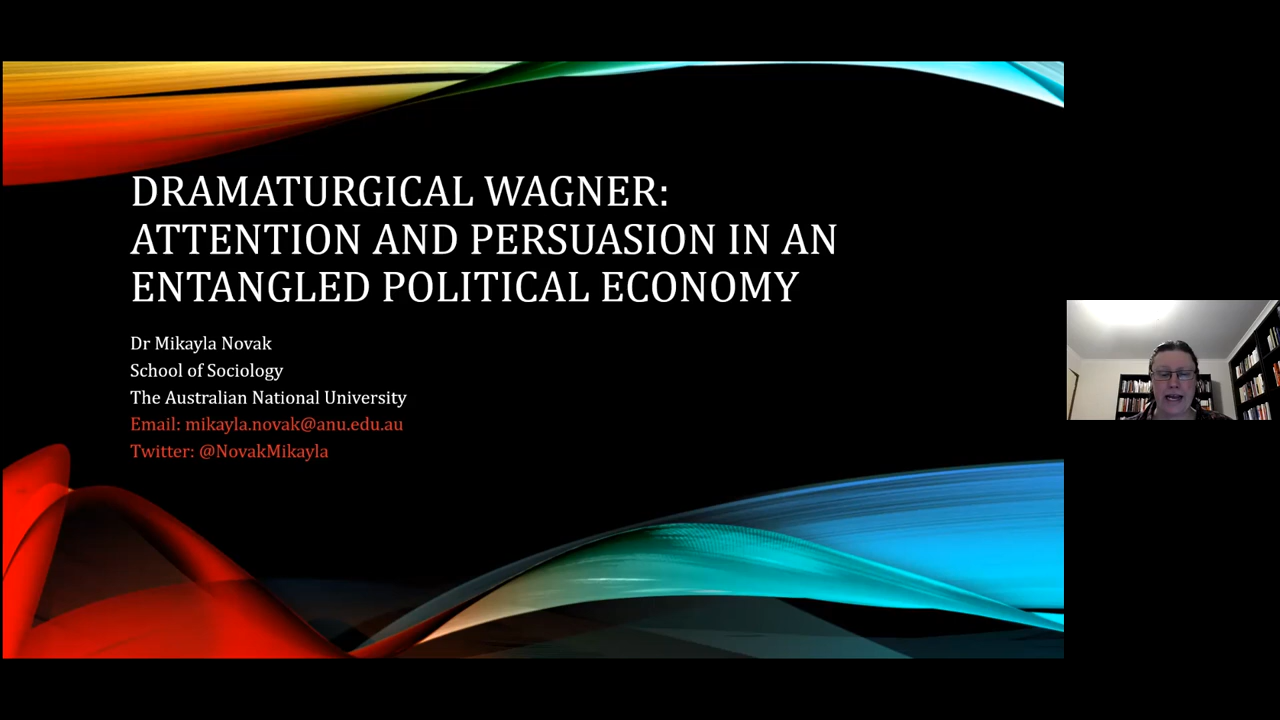 DRAMATURGICAL WAGNER:
ATTENTION AND PERSUASION IN AN
ENTANGLED POLITICAL ECONOMY
Dr Mikayla Novak
School of Sociology
The Australian National University
Email: mikayla.novak@anu.edu.au
Twitter: @NovakMikayla